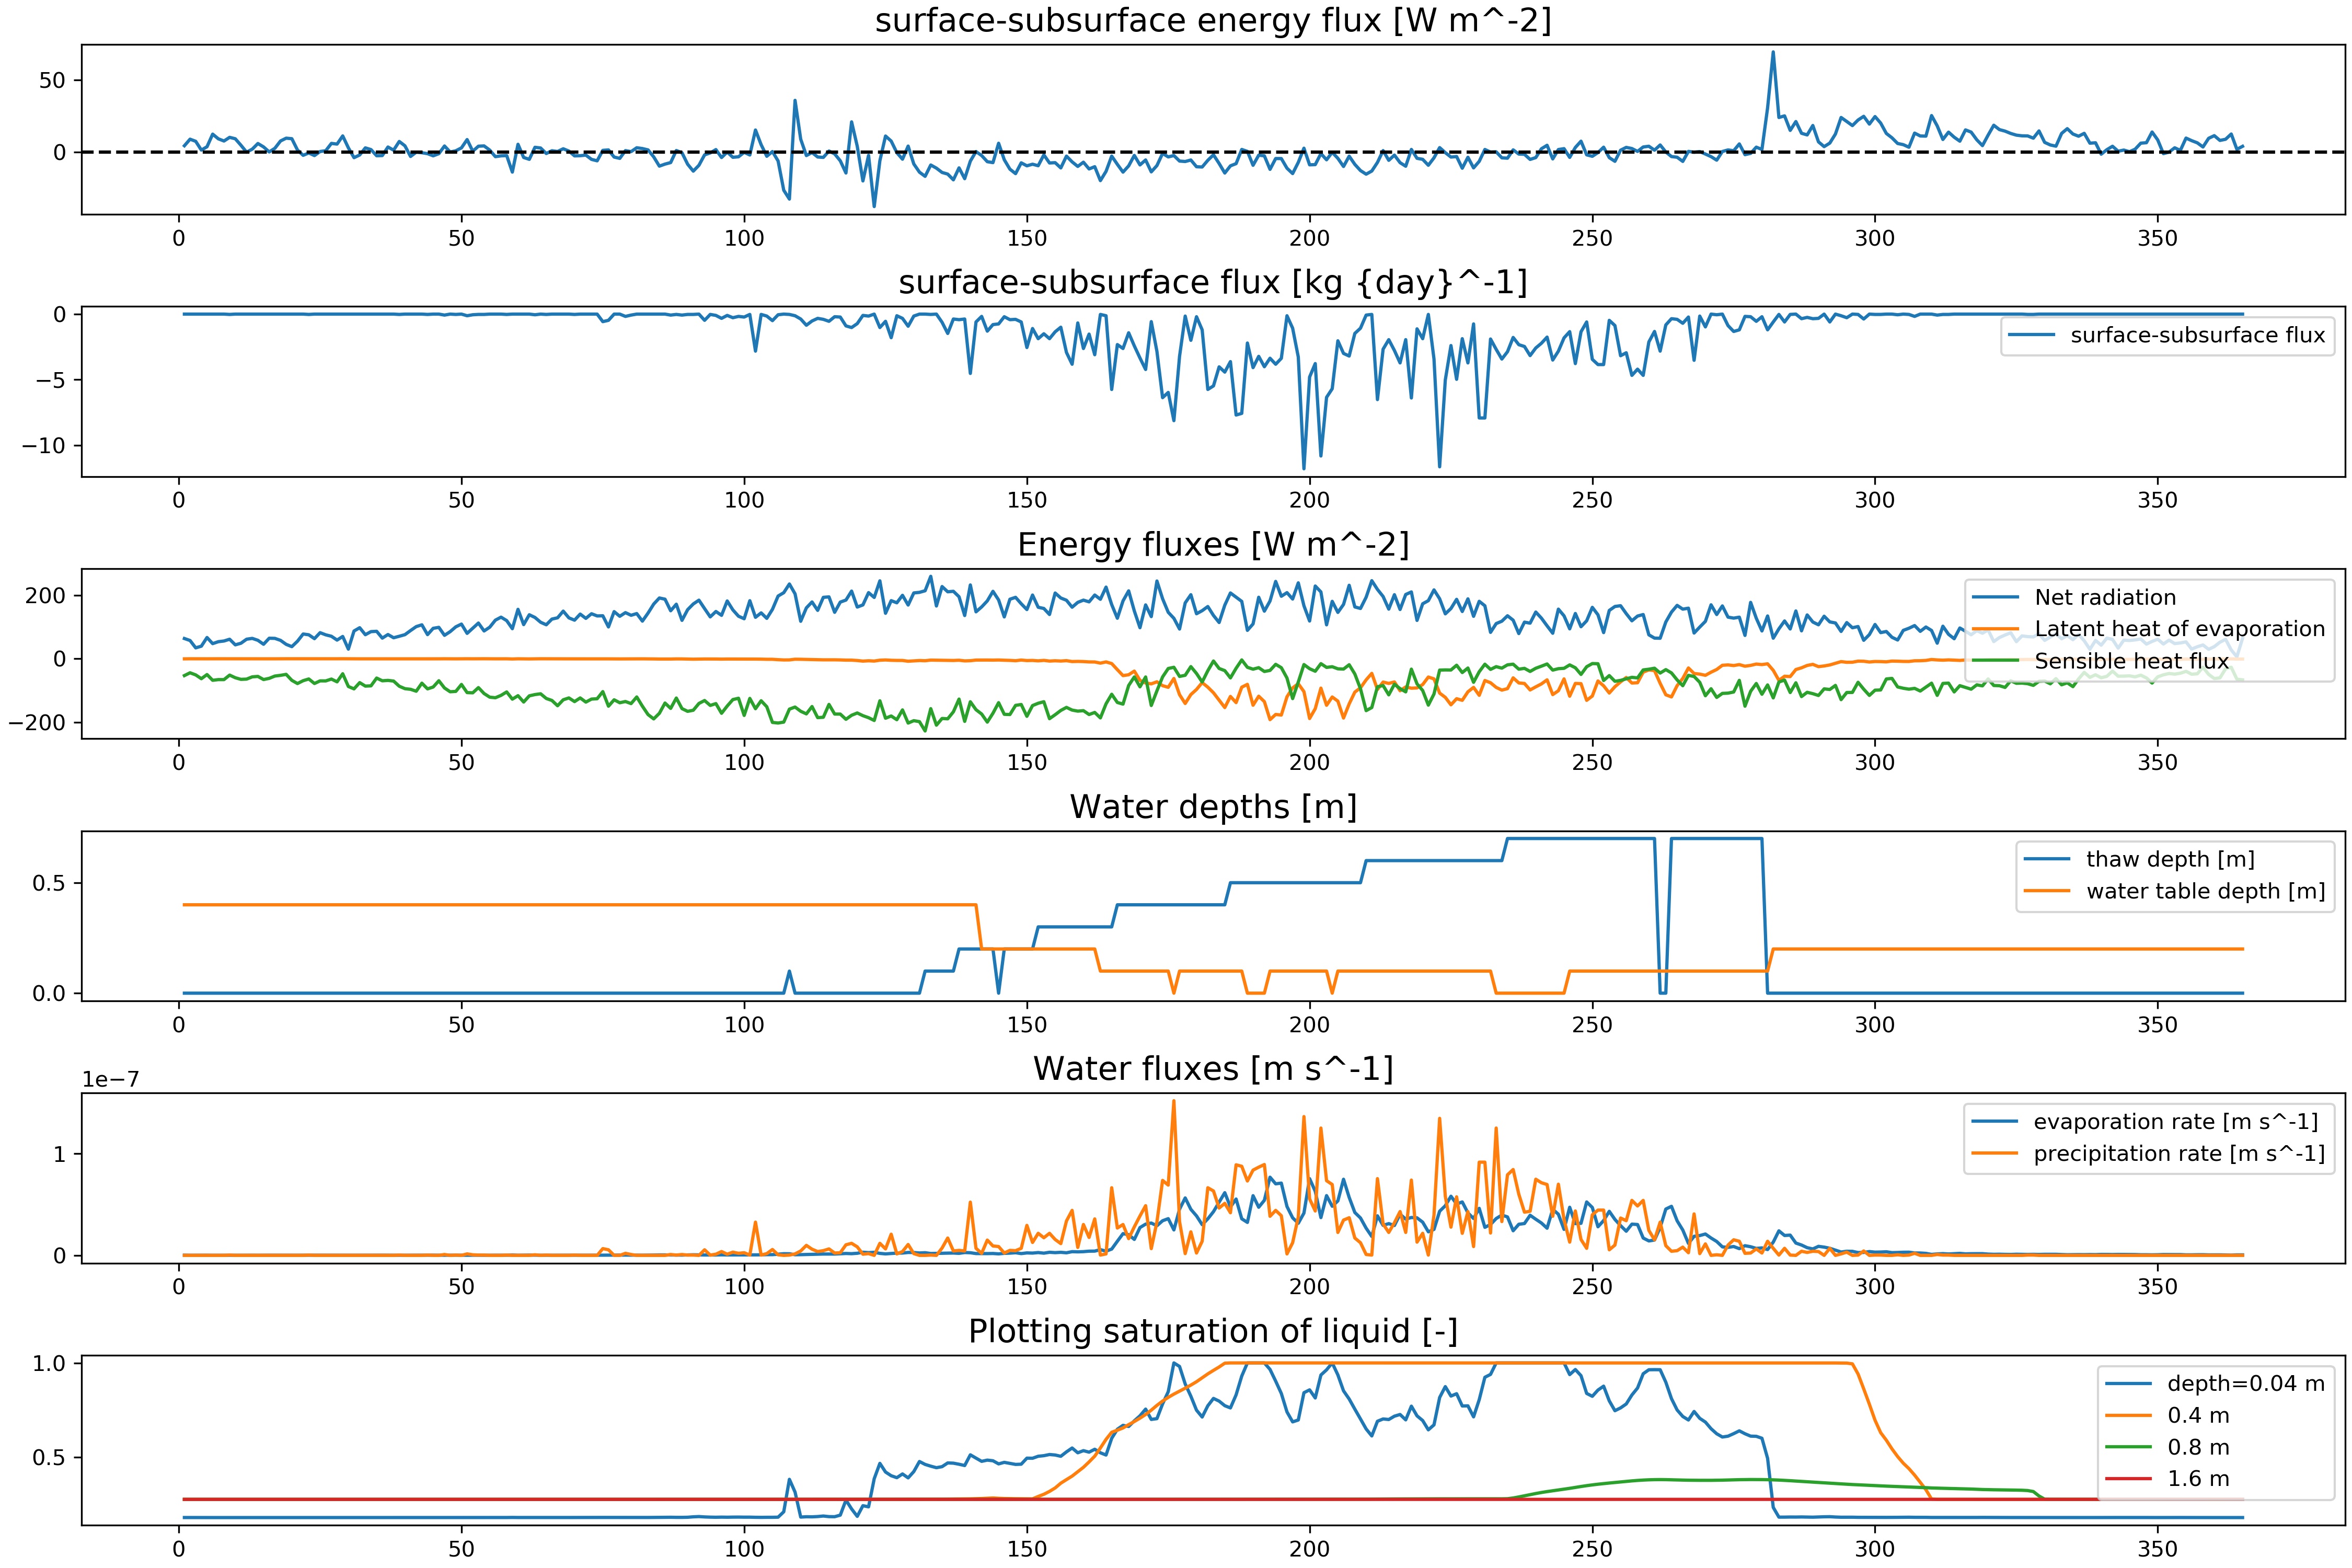 surface-subsurface energy flux [W m^-2]
50
0
0 50 100 150 200 250 300 350
surface-subsurface flux [kg {day}^-1]
0
−5
−10
surface-subsurface flux
0 50 100 150 200 250 300 350
Energy fluxes [W m^-2]
200
0
−200
Net radiation
Latent heat of evaporation
Sensible heat flux
0 50 100 150 200 250 300 350
Water depths [m]
0.5
0.0
thaw depth [m]
water table depth [m]
0 50 100 150 200 250 300 350
Water fluxes [m s^-1]
1e−7
1
0
evaporation rate [m s^-1]
precipitation rate [m s^-1]
0 50 100 150 200 250 300 350
Plotting saturation of liquid [-]
1.0
0.5
depth=0.04 m
0.4 m
0.8 m
1.6 m
0 50 100 150 200 250 300 350